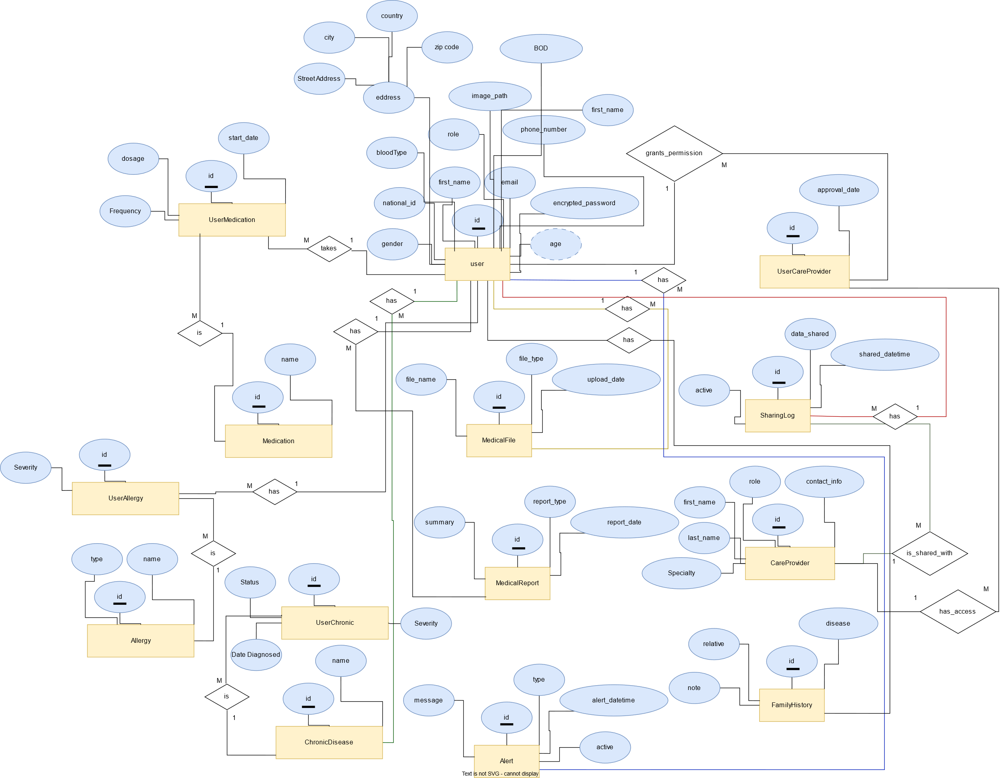 country
city
zip code
BOD
Street Address
eddress
image_path
first_name
phone_number
role
bloodType
start_date
dosage
id
first_name
email
national_id
encrypted_password
id
gender
age
Frequency
UserMedication
M
takes
1
user
grants_permission
M
1
approval_date
id
UserCareProvider
1
has
M
has
1
M
1
has
M
has
1
M
has
M
is
1
name
id
Medication
file_type
file_name
upload_date
id
MedicalFile
data_shared
shared_datetime
id
active
SharingLog
M
has
1
id
Severity
UserAllergy
M
has
1
M
is
1
type
name
id
Allergy
report_type
summary
report_date
id
MedicalReport
role
contact_info
first_name
id
last_name
Specialty
CareProvider
M
is_shared_with
1
M
1
has_access
Status
id
UserChronic
Severity
Date Diagnosed
name
M
is
1
id
ChronicDisease
disease
relative
id
note
FamilyHistory
type
message
alert_datetime
id
active
Alert
Text is not SVG - cannot display